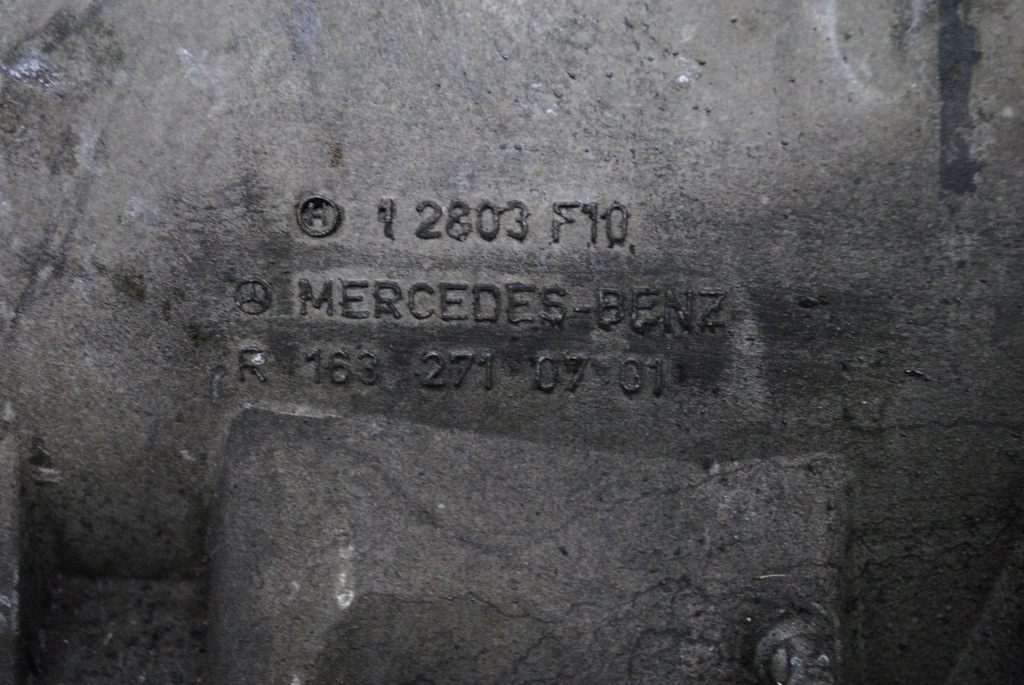 H 1 2803 F10
MERCEDES-BENZ
R 163 271 07 01